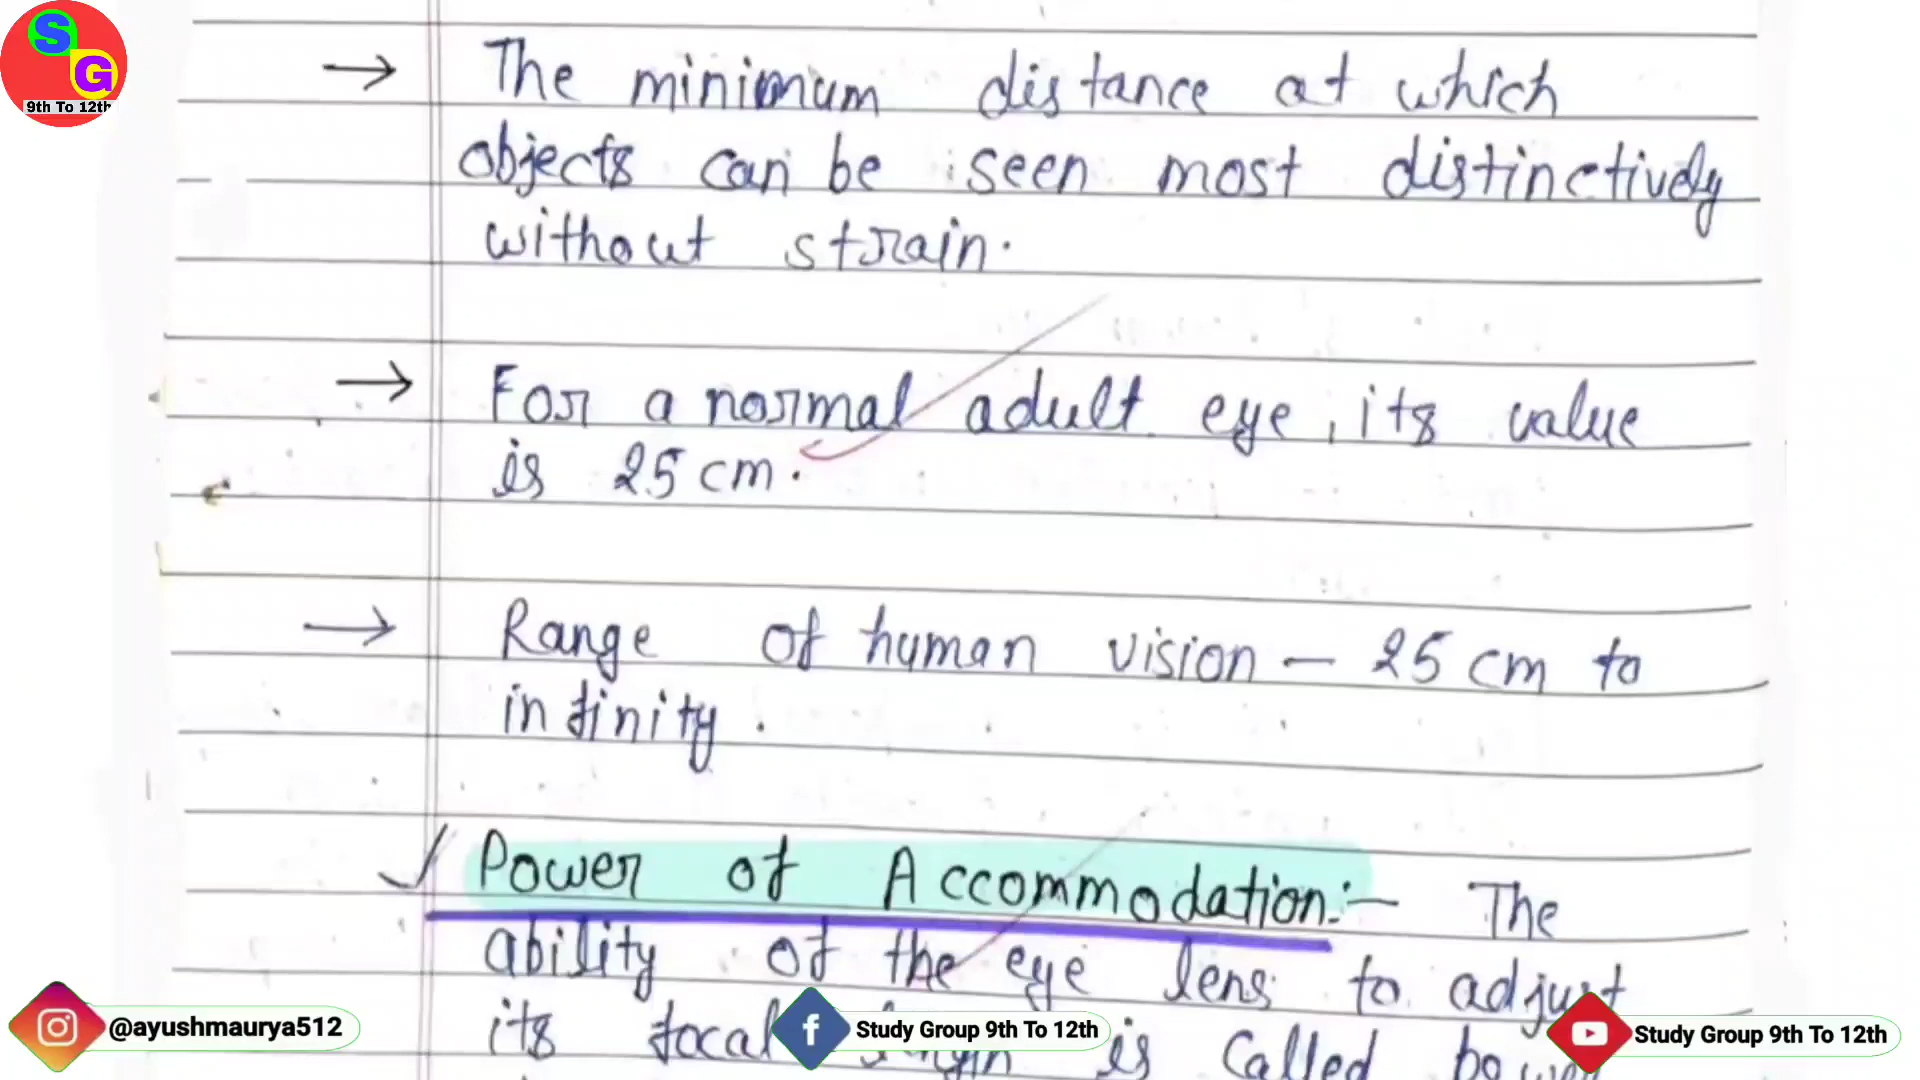 S
G
9th To 12th
→ The minimum distance at which
objects can be seen most distinctively
without strain.
→ For a normal adult eye, its value
is 25 cm.
→ Range of human vision – 25 cm to
infinity.
✓ Power of Accommodation:– The
ability of the eye lens to adjust
its focal is called
@ayushmaurya512
f
Study Group 9th To 12th
Study Group 9th To 12th